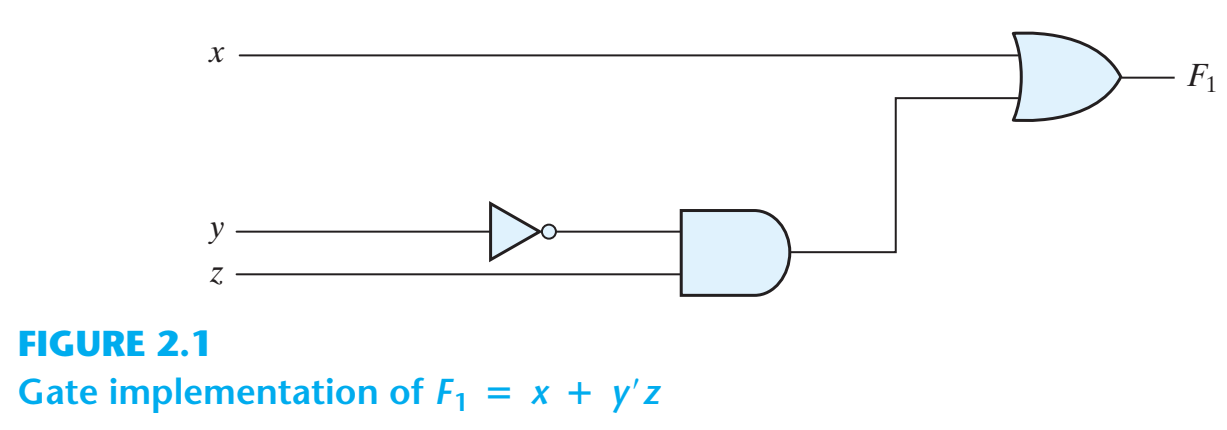 x
F₁
y
z
FIGURE 2.1
Gate implementation of F₁ = x + y′z